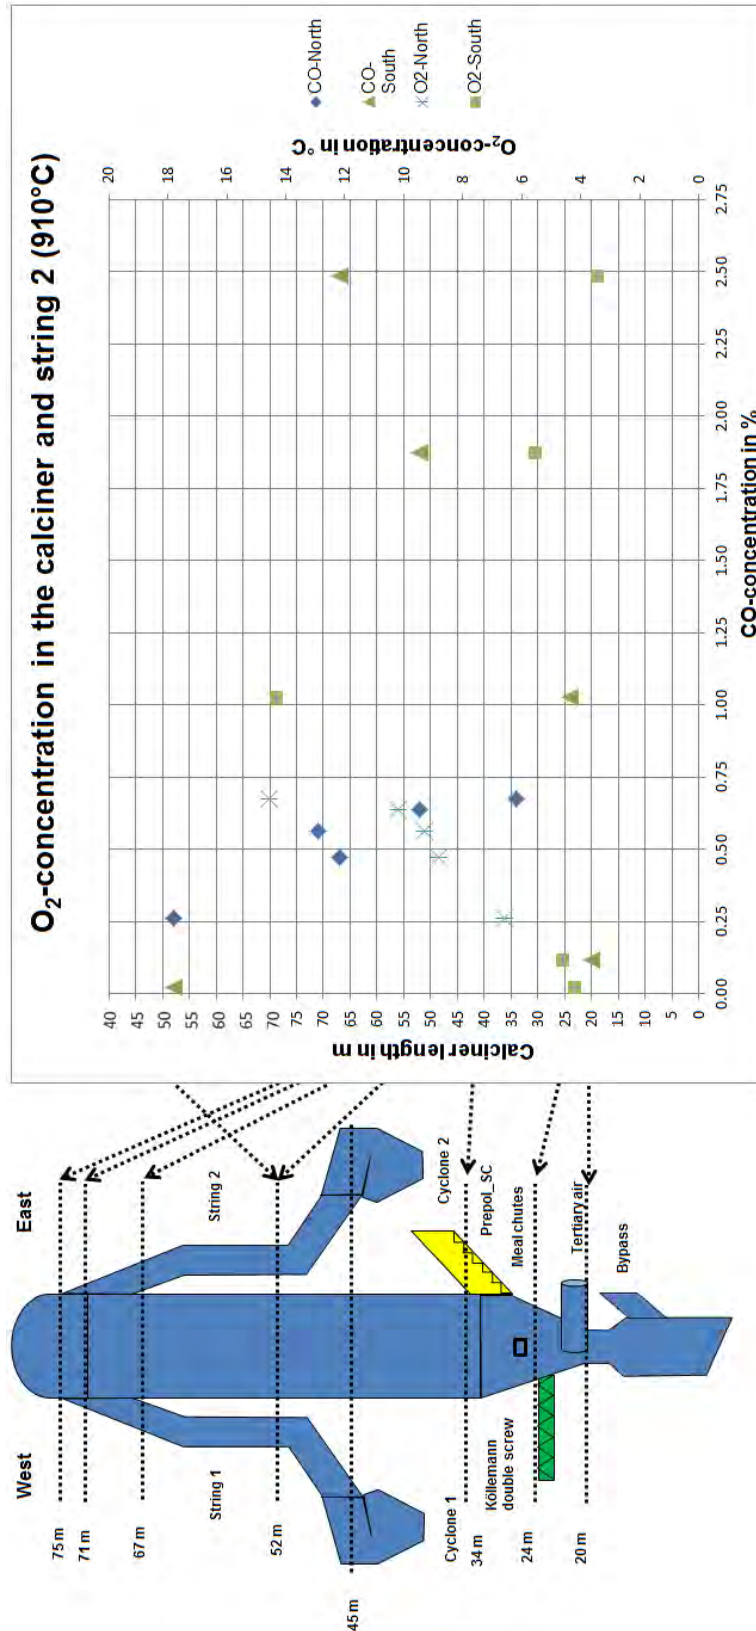 West
East
75 m
71 m
67 m
52 m
45 m
String 1
String 2
Cyclone 1
Cyclone 2
34 m
Prepol_SC
Köllemann
double screw
Meal chutes
24 m
Tertiary air
20 m
Bypass
O₂-concentration in the calciner and string 2 (910°C)
Calciner length in m
40
45
50
55
60
65
70
75
70
65
60
55
50
45
40
35
30
25
20
15
10
5
0.00
0.25
0.50
0.75
1.00
1.25
1.50
1.75
2.00
2.25
2.50
2.75
CO-concentration in %
20
18
16
14
12
10
8
6
4
2
0
O₂-concentration in °C
CO-North
CO-
South
O2-North
O2-South